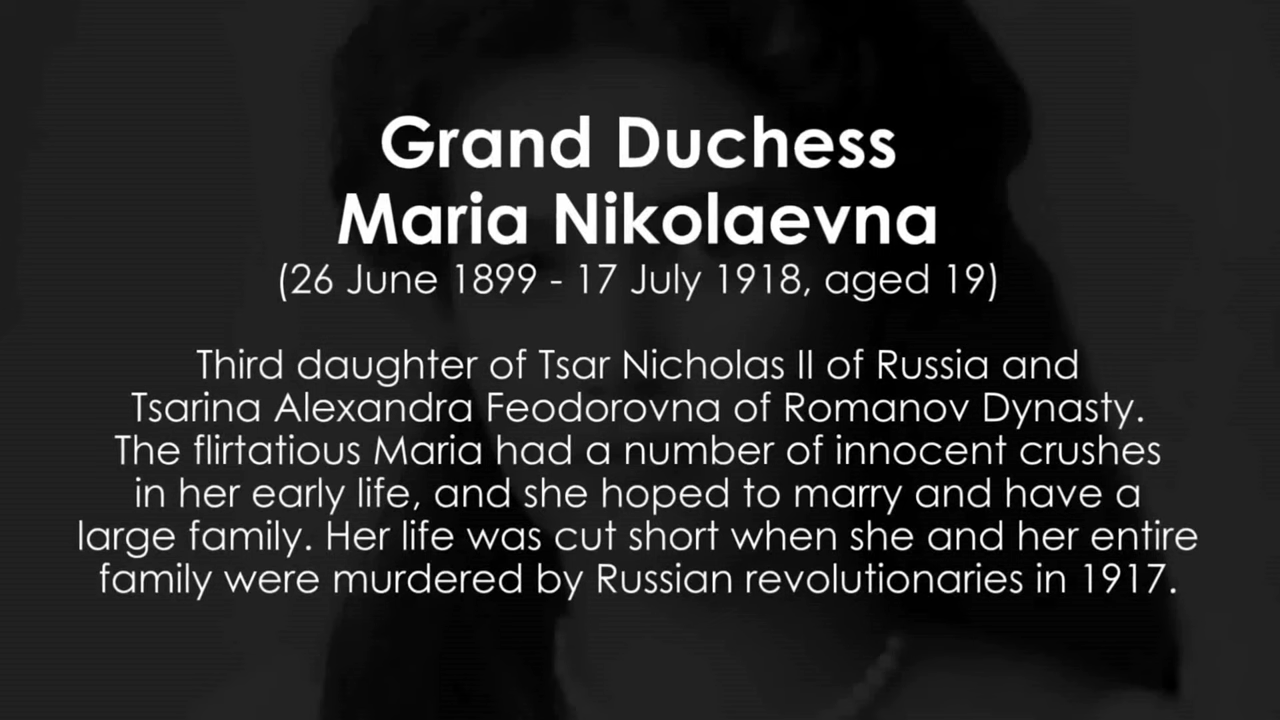 Grand Duchess
Maria Nikolaevna
(26 June 1899 - 17 July 1918, aged 19)
Third daughter of Tsar Nicholas II of Russia and
Tsarina Alexandra Feodorovna of Romanov Dynasty.
The flirtatious Maria had a number of innocent crushes
in her early life, and she hoped to marry and have a
large family. Her life was cut short when she and her entire
family were murdered by Russian revolutionaries in 1917.